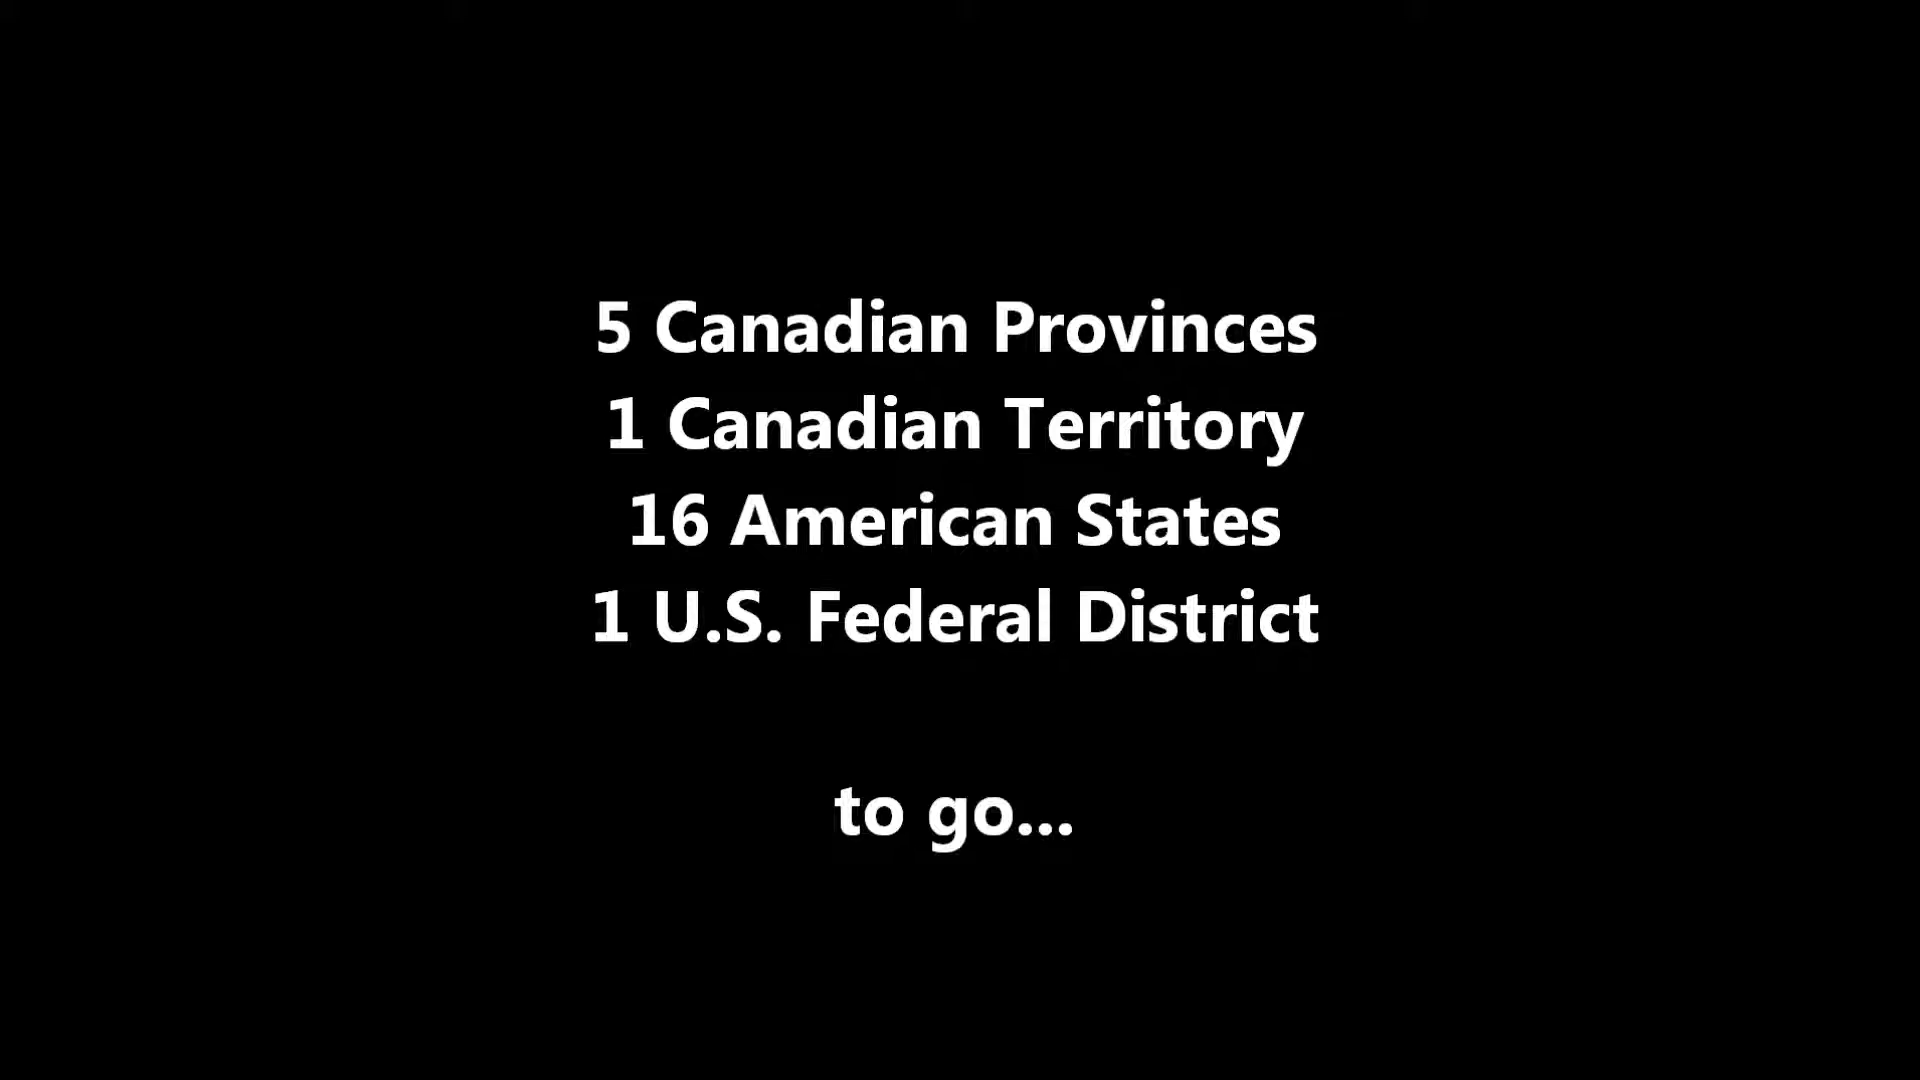 5 Canadian Provinces
1 Canadian Territory
16 American States
1 U.S. Federal District
to go...